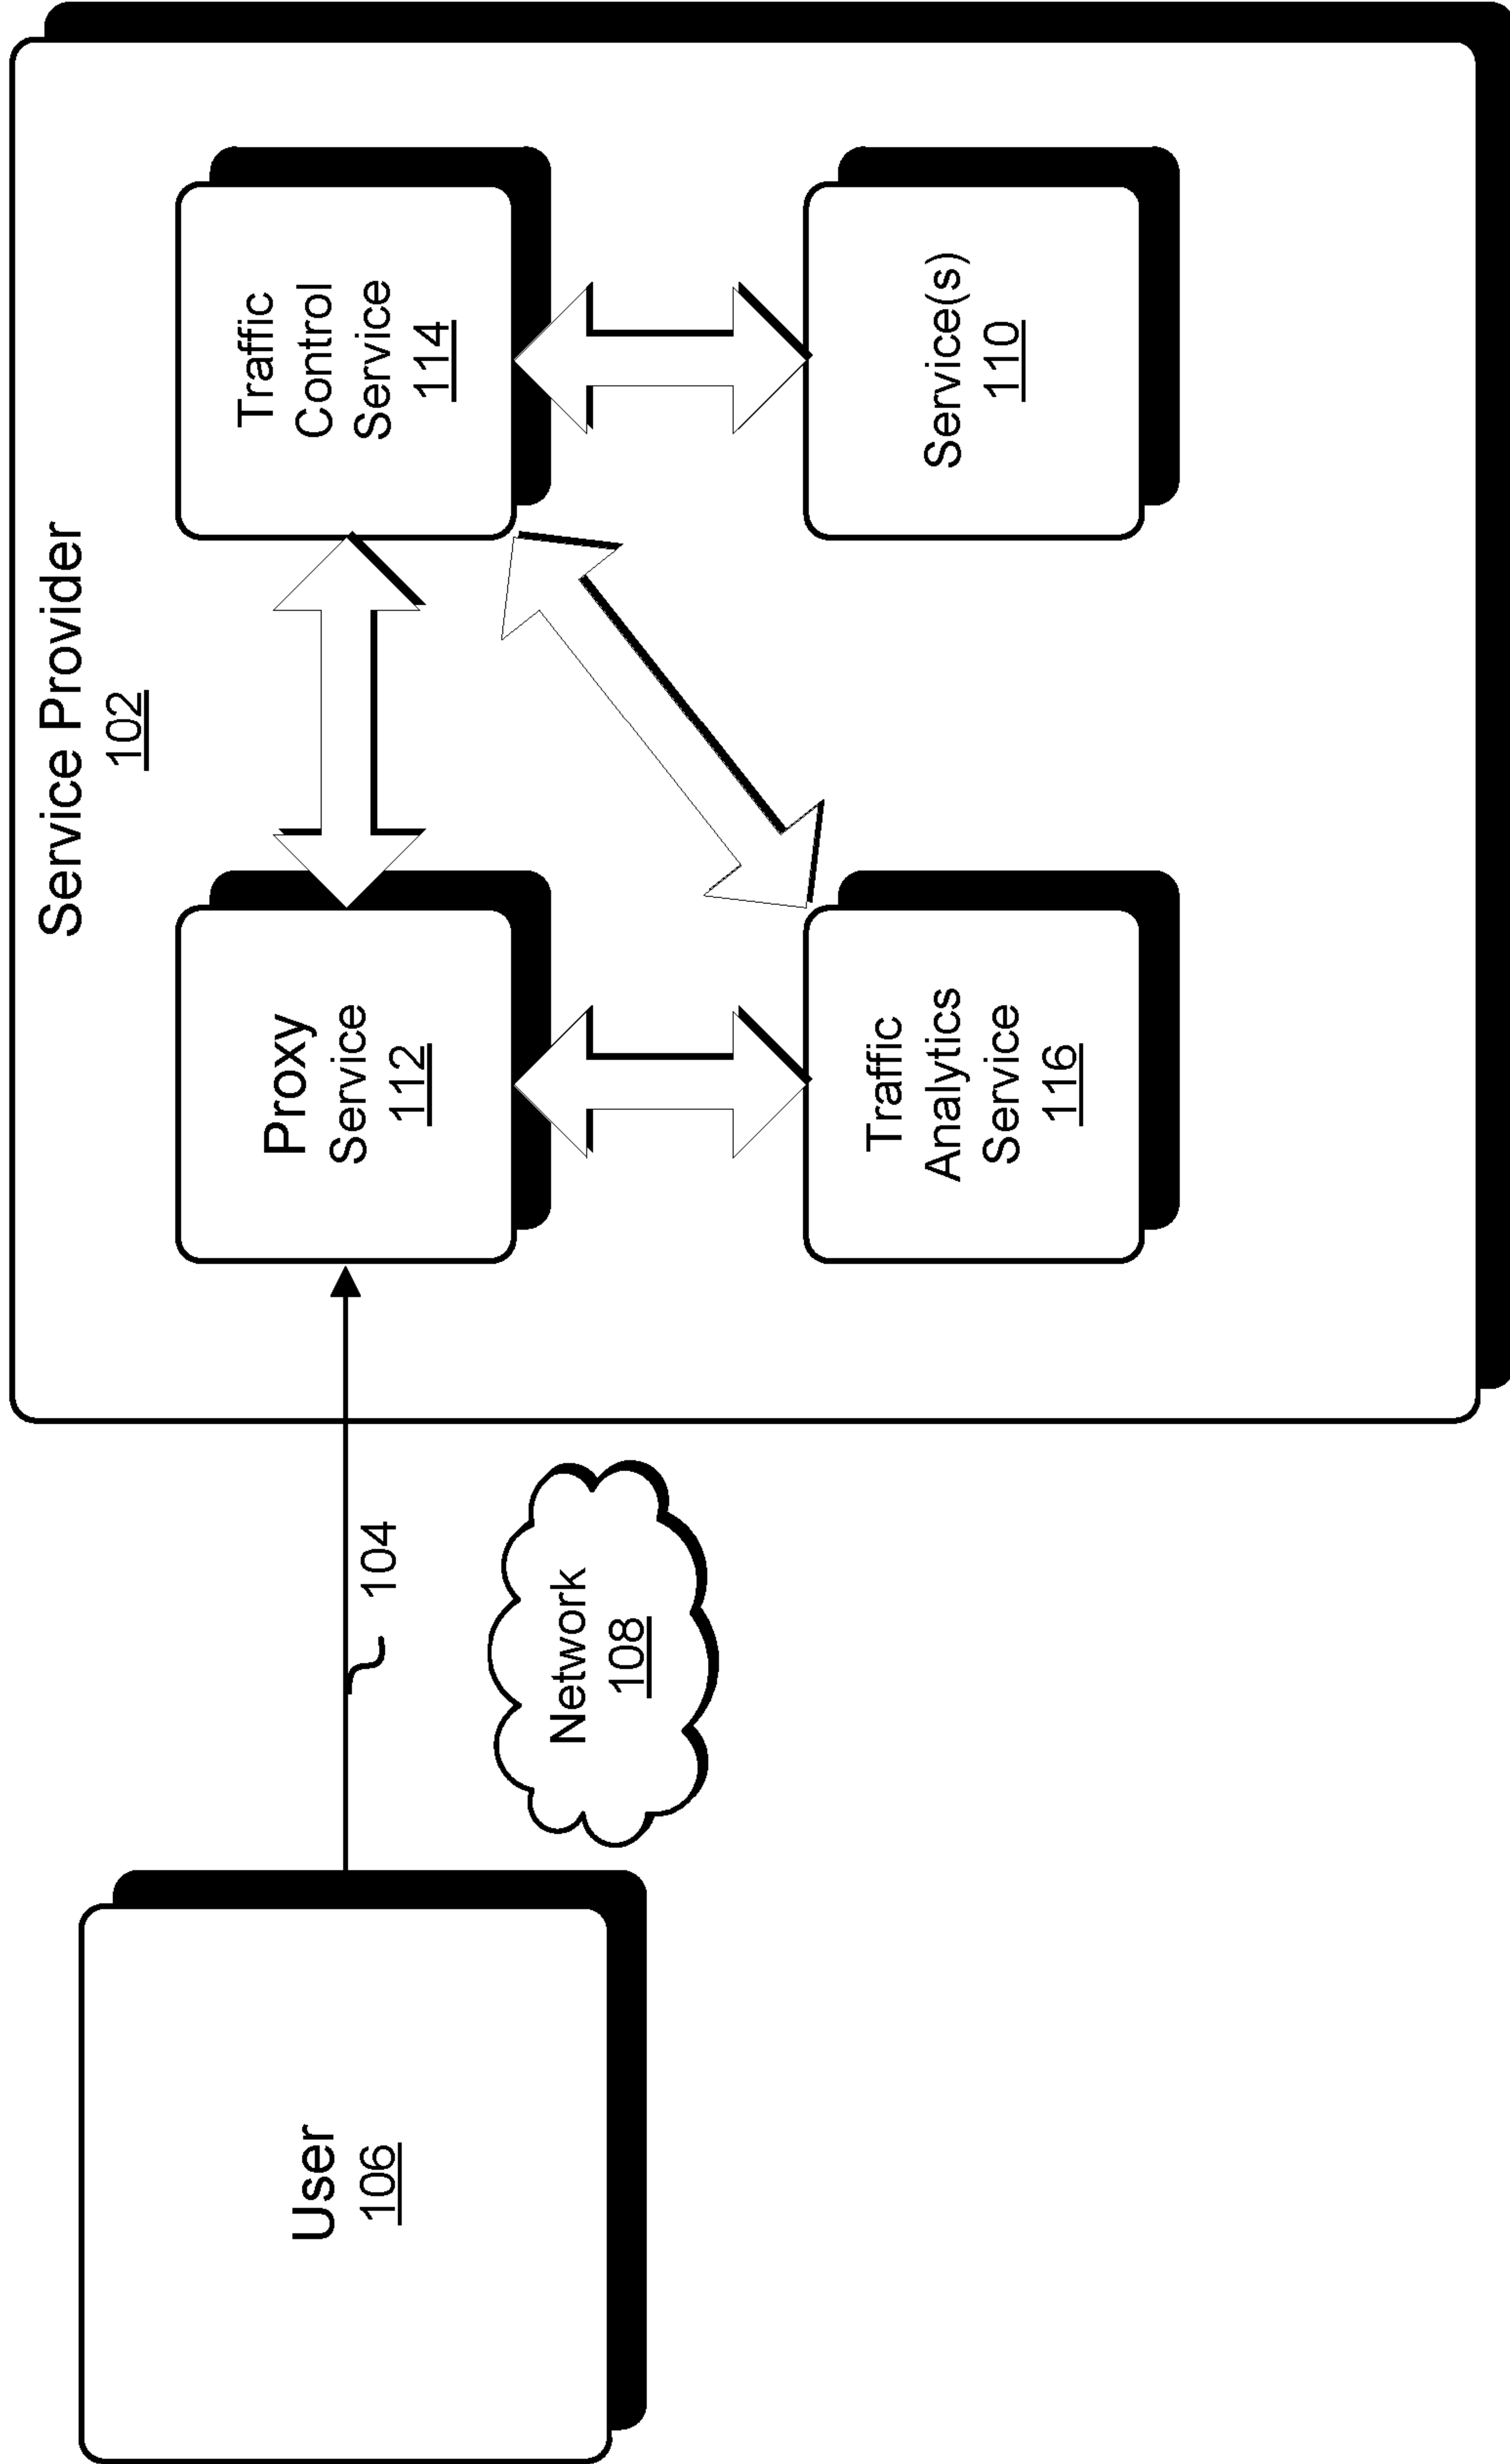 Service Provider
102
User
106
104
Network
108
Proxy
Service
112
Traffic
Control
Service
114
Traffic
Analytics
Service
116
Service(s)
110